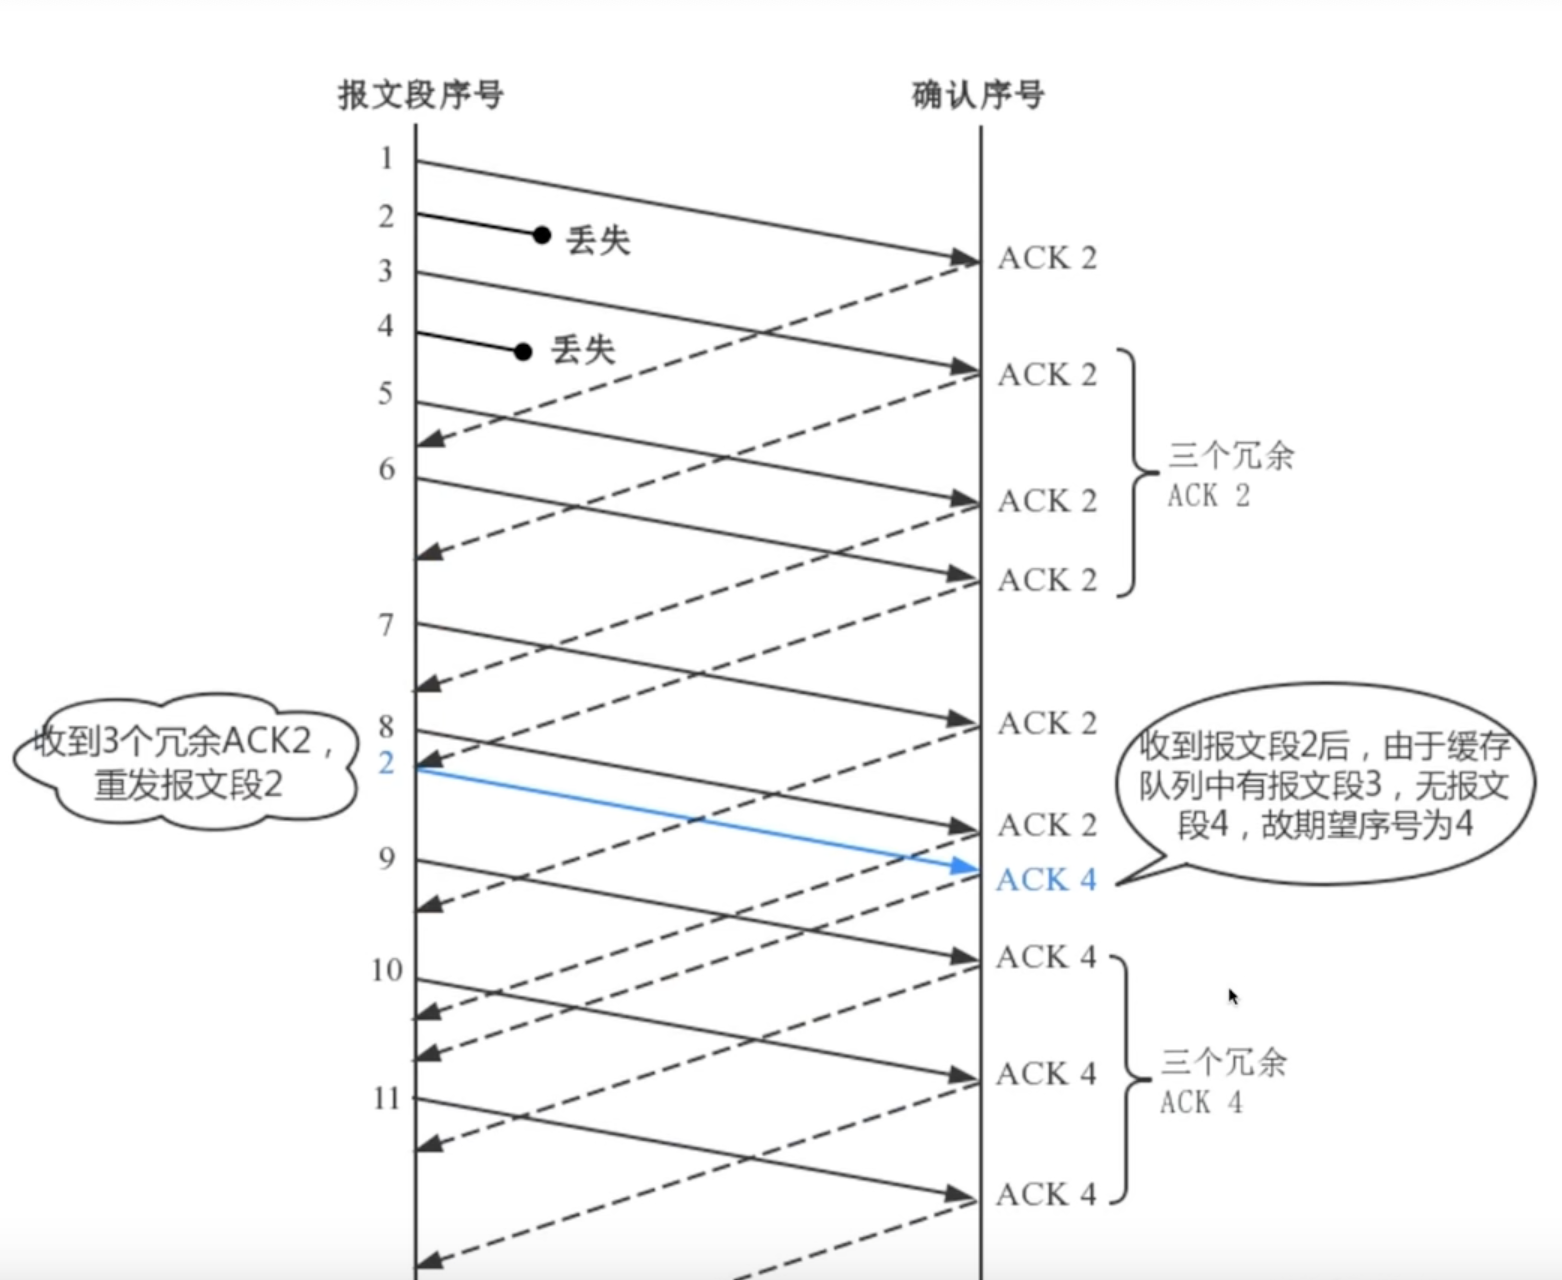 报文段序号
确认序号
1
2
丢失
3
ACK 2
4
丢失
ACK 2
5
三个冗余
ACK 2
6
ACK 2
ACK 2
7
ACK 2
收到3个冗余ACK2，
重发报文段2
8
2
收到报文段2后，由于缓存
队列中有报文段3，无报文
段4，故期望序号为4
ACK 2
9
ACK 4
10
ACK 4
三个冗余
ACK 4
ACK 4
11
ACK 4